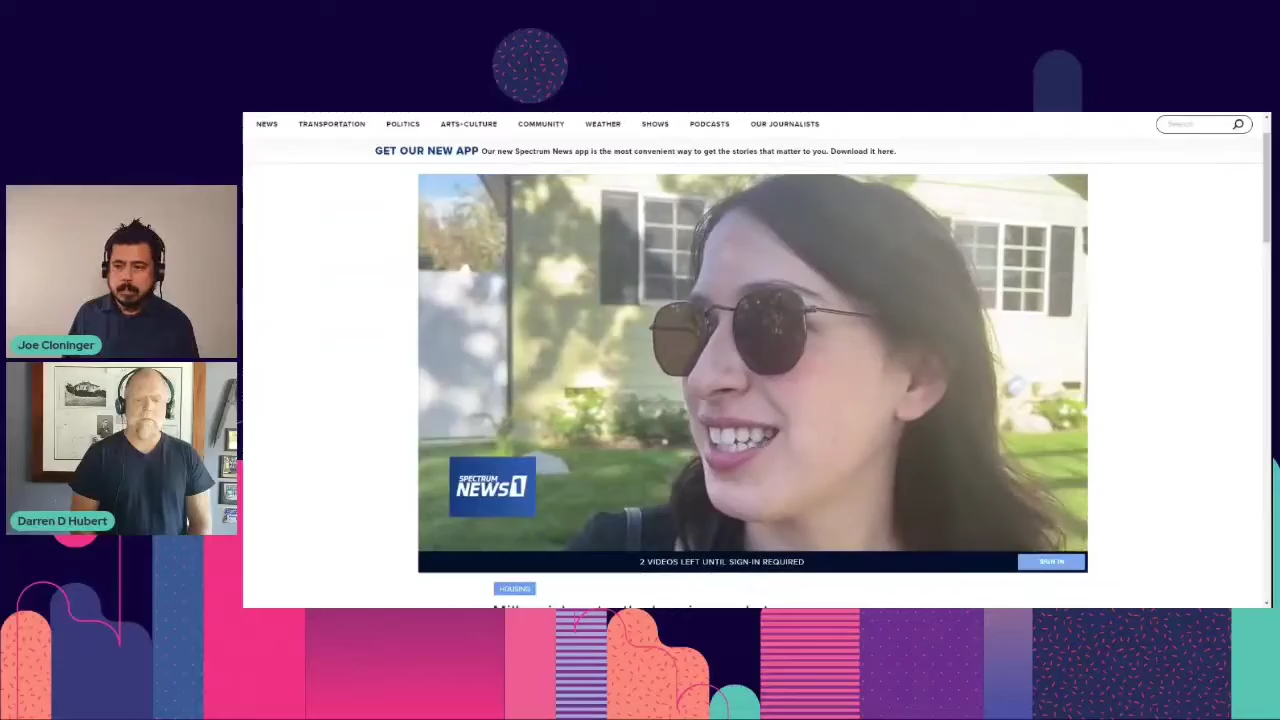 NEWS TRANSPORTATION POLITICS ARTS+CULTURE COMMUNITY WEATHER SHOWS PODCASTS OUR JOURNALISTS
Search
GET OUR NEW APP Our new Spectrum News app is the most convenient way to get the stories that matter to you. Download it here.
Joe Cloninger
Darren D Hubert
SPECTRUM
NEWS1
2 VIDEOS LEFT UNTIL SIGN-IN REQUIRED
SIGN IN
HOUSING